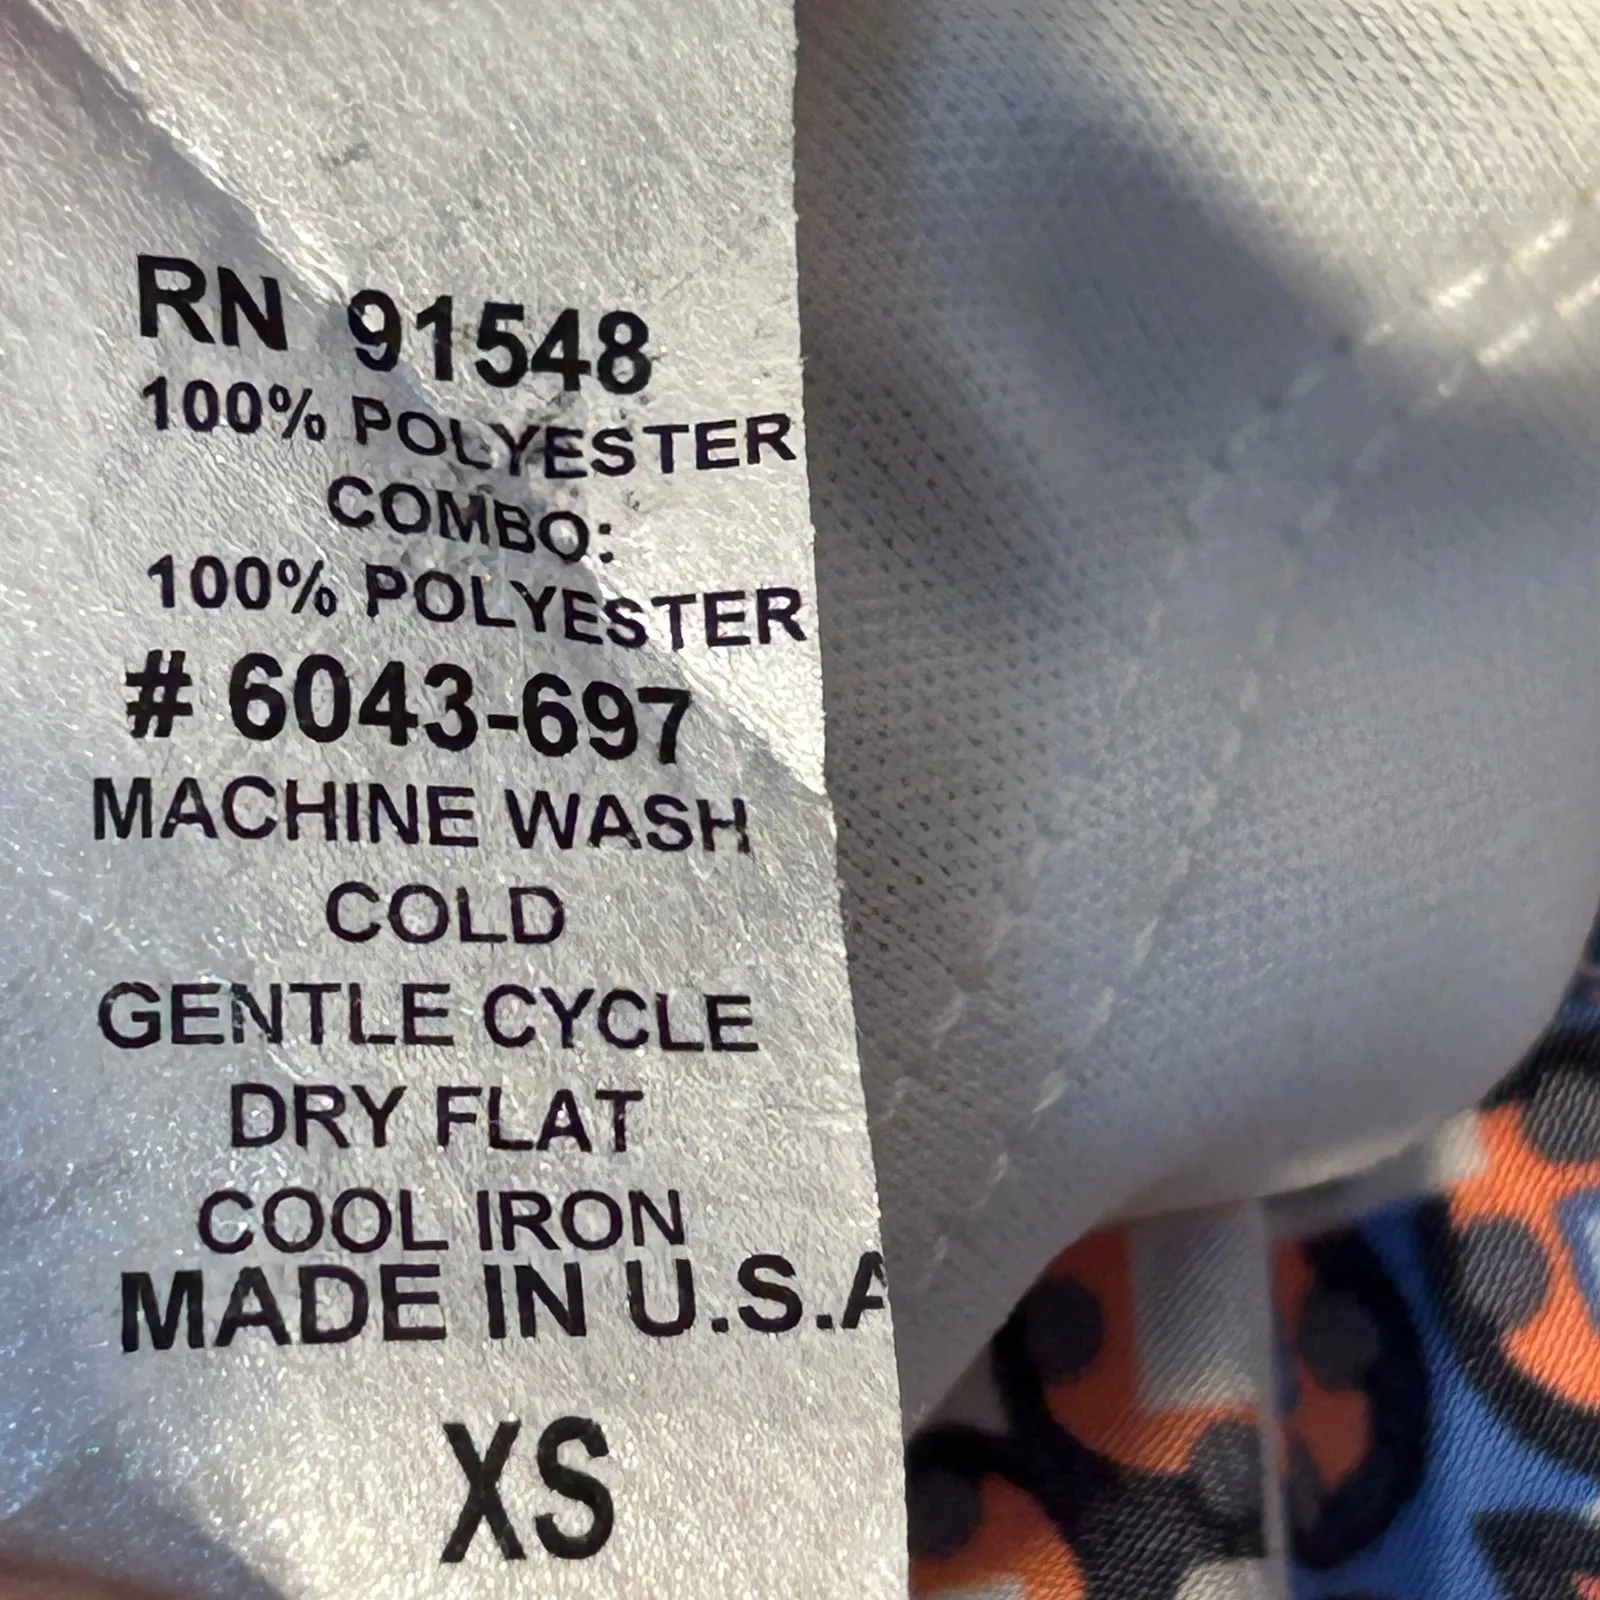 RN 91548
100% POLYESTER
COMBO:
100% POLYESTER
# 6043-697
MACHINE WASH
COLD
GENTLE CYCLE
DRY FLAT
COOL IRON
MADE IN U.S.A
XS